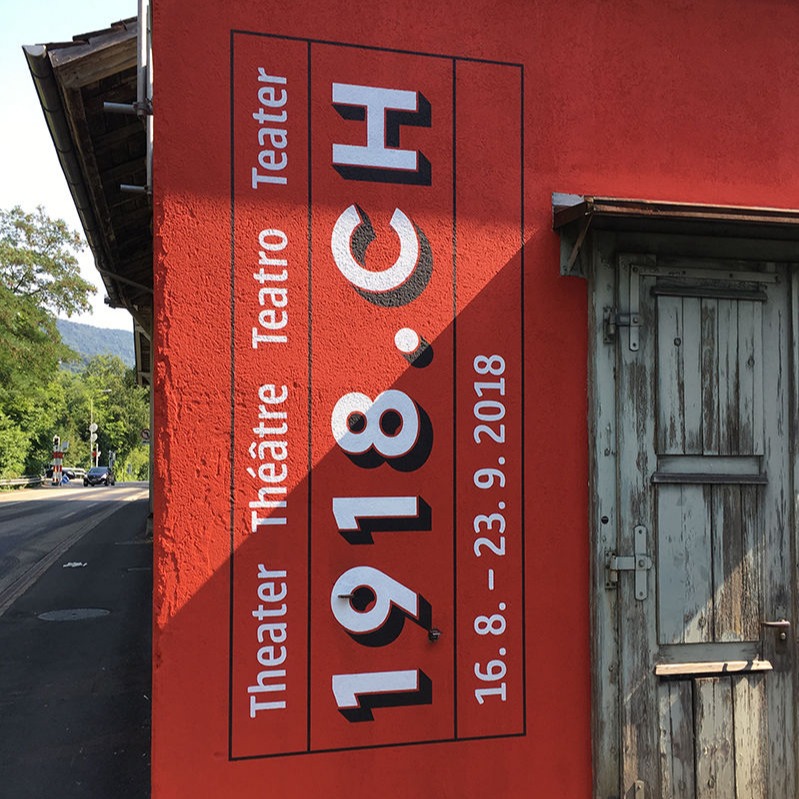 Theater Théâtre Teatro Teater
1918.CH
16.8.–23.9.2018